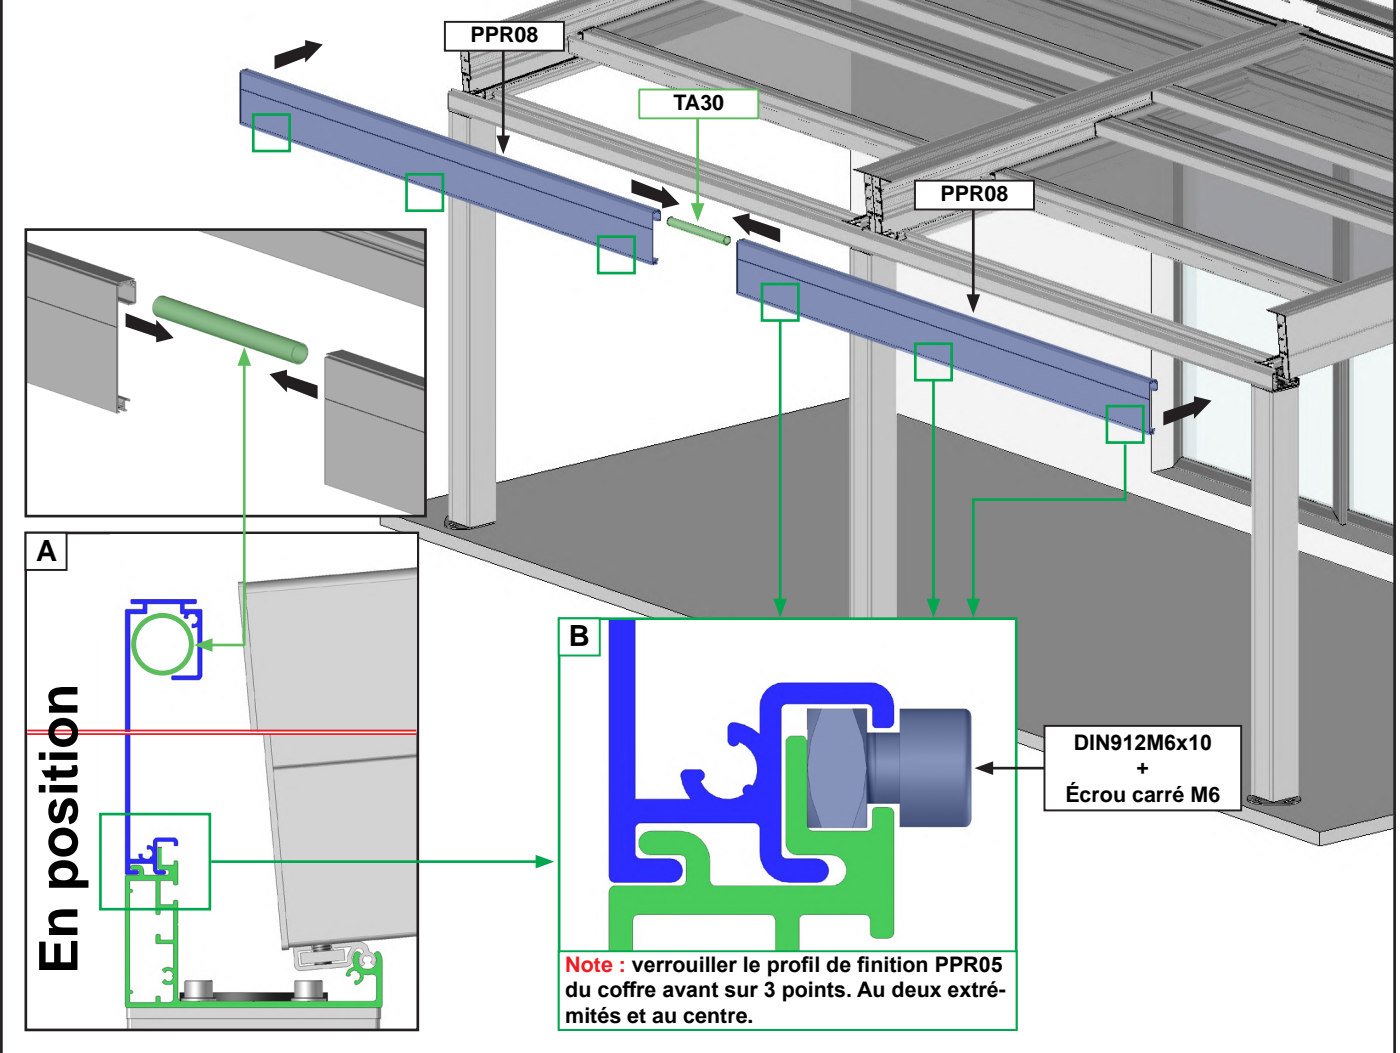 PPR08
TA30
PPR08
A
En position
B
DIN912M6x10
+
Écrou carré M6
Note : verrouiller le profil de finition PPR05
du coffre avant sur 3 points. Au deux extré-
mités et au centre.